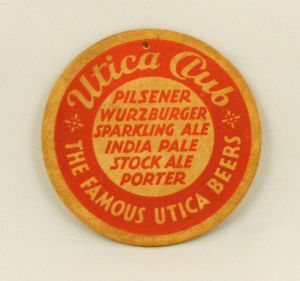 Utica Club
PILSENER
WURZBURGER
SPARKLING ALE
INDIA PALE
STOCK ALE
PORTER
THE FAMOUS UTICA BEERS